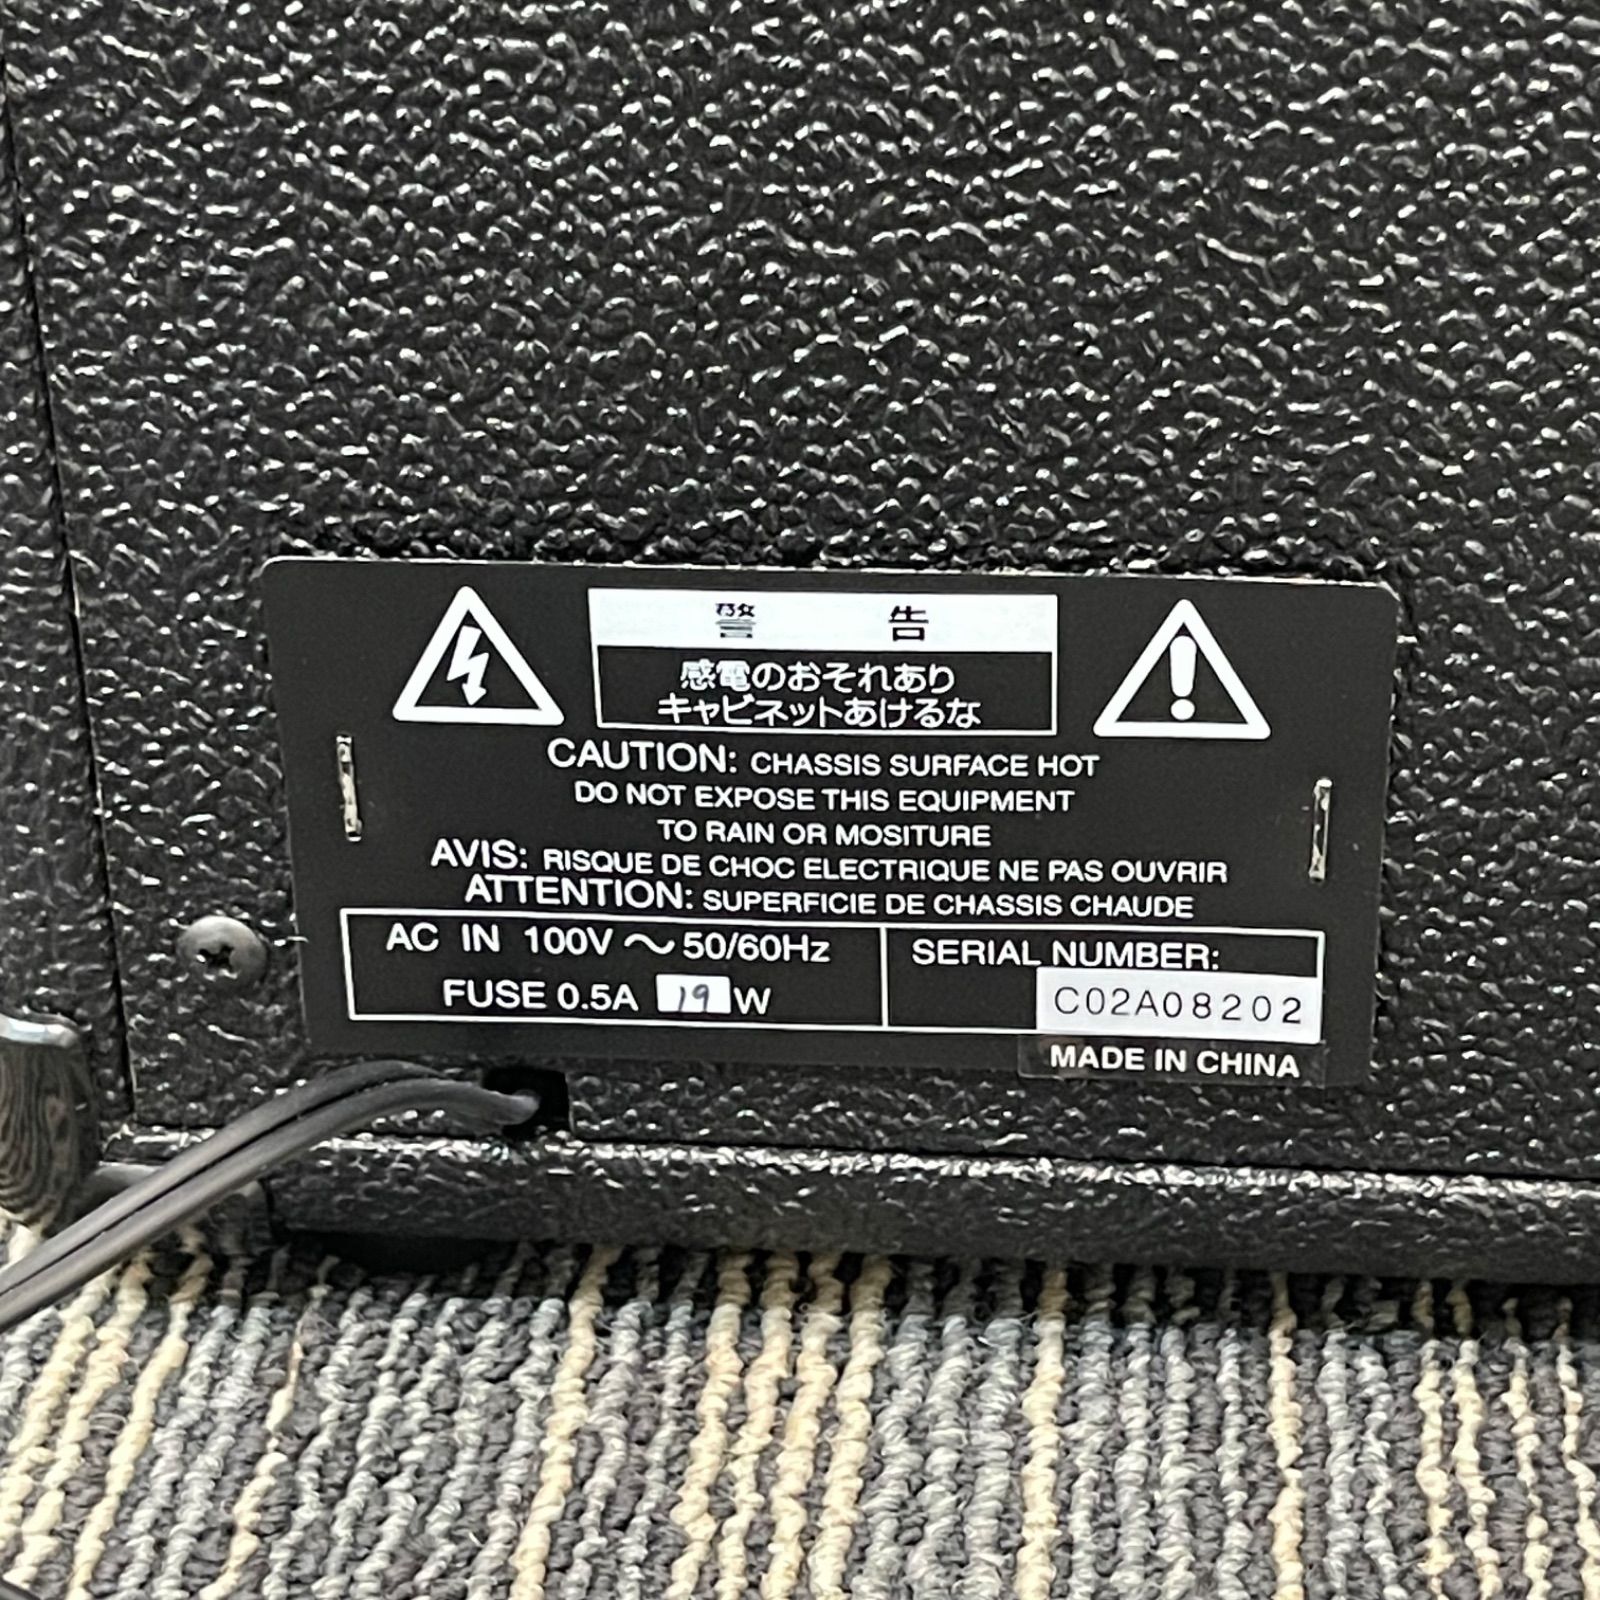 警 告
感電のおそれあり
キャビネットあけるな
CAUTION: CHASSIS SURFACE HOT
DO NOT EXPOSE THIS EQUIPMENT
TO RAIN OR MOSITURE
AVIS: RISQUE DE CHOC ELECTRIQUE NE PAS OUVRIR
ATTENTION: SUPERFICIE DE CHASSIS CHAUDE
AC IN 100V ～ 50/60Hz
FUSE 0.5A 19 W
SERIAL NUMBER:
C02A08202
MADE IN CHINA